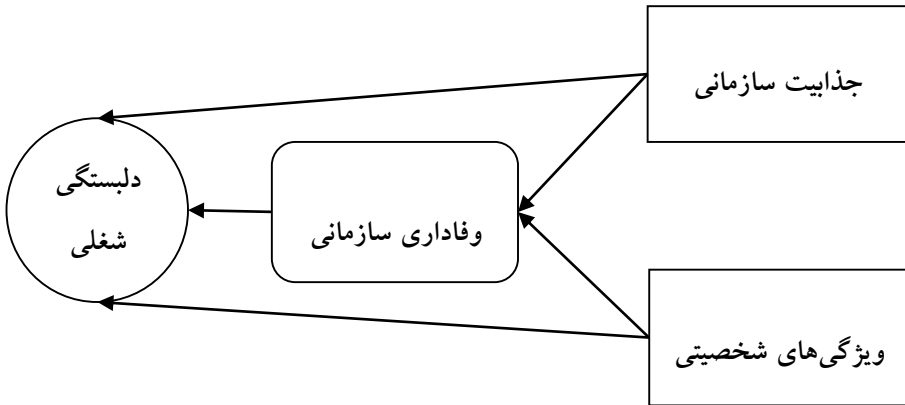 جذابیت سازمانی
دلبستگی
شغلی
وفاداری سازمانی
ویژگی‌های شخصیتی